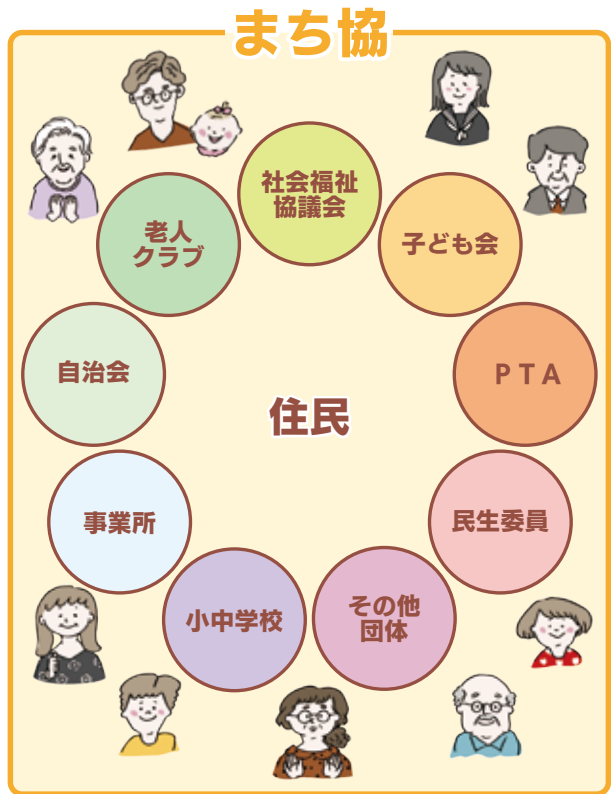 まち協
社会福祉
協議会
老人
クラブ
子ども会
自治会
ＰＴＡ
住民
事業所
民生委員
小中学校
その他
団体